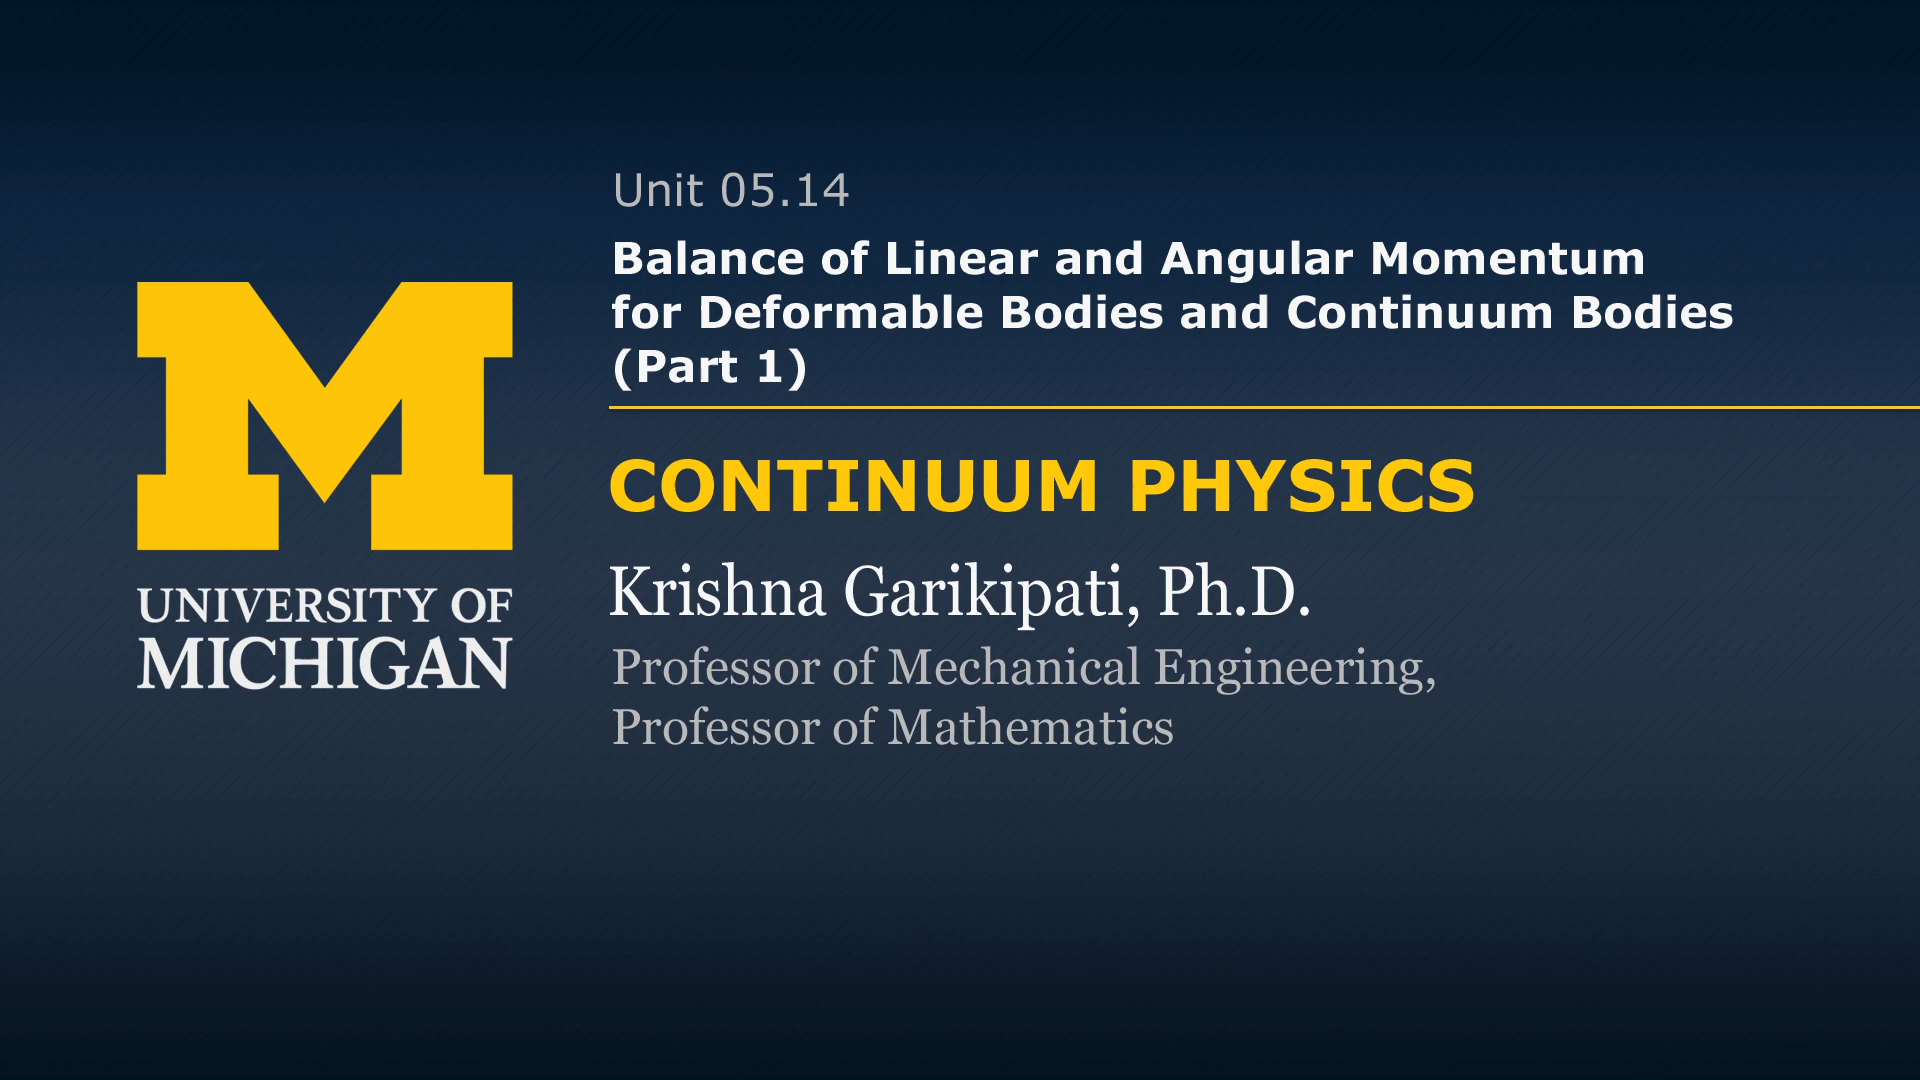 Unit 05.14
Balance of Linear and Angular Momentum
for Deformable Bodies and Continuum Bodies
(Part 1)
CONTINUUM PHYSICS
Krishna Garikipati, Ph.D.
Professor of Mechanical Engineering,
Professor of Mathematics
M
UNIVERSITY OF
MICHIGAN